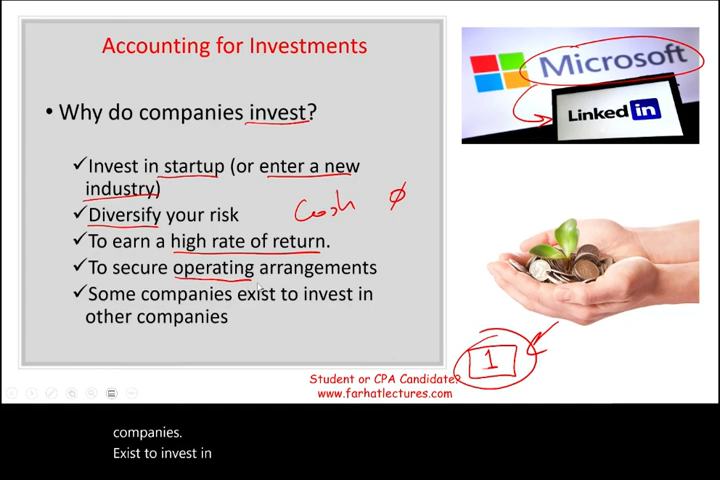 Accounting for Investments
• Why do companies invest?
✓Invest in startup (or enter a new
industry)
✓Diversify your risk
✓To earn a high rate of return.
✓To secure operating arrangements
✓Some companies exist to invest in
other companies
Cash ϕ
Microsoft
Linked in
1
Student or CPA Candidate?
www.farhatlectures.com
companies.
Exist to invest in